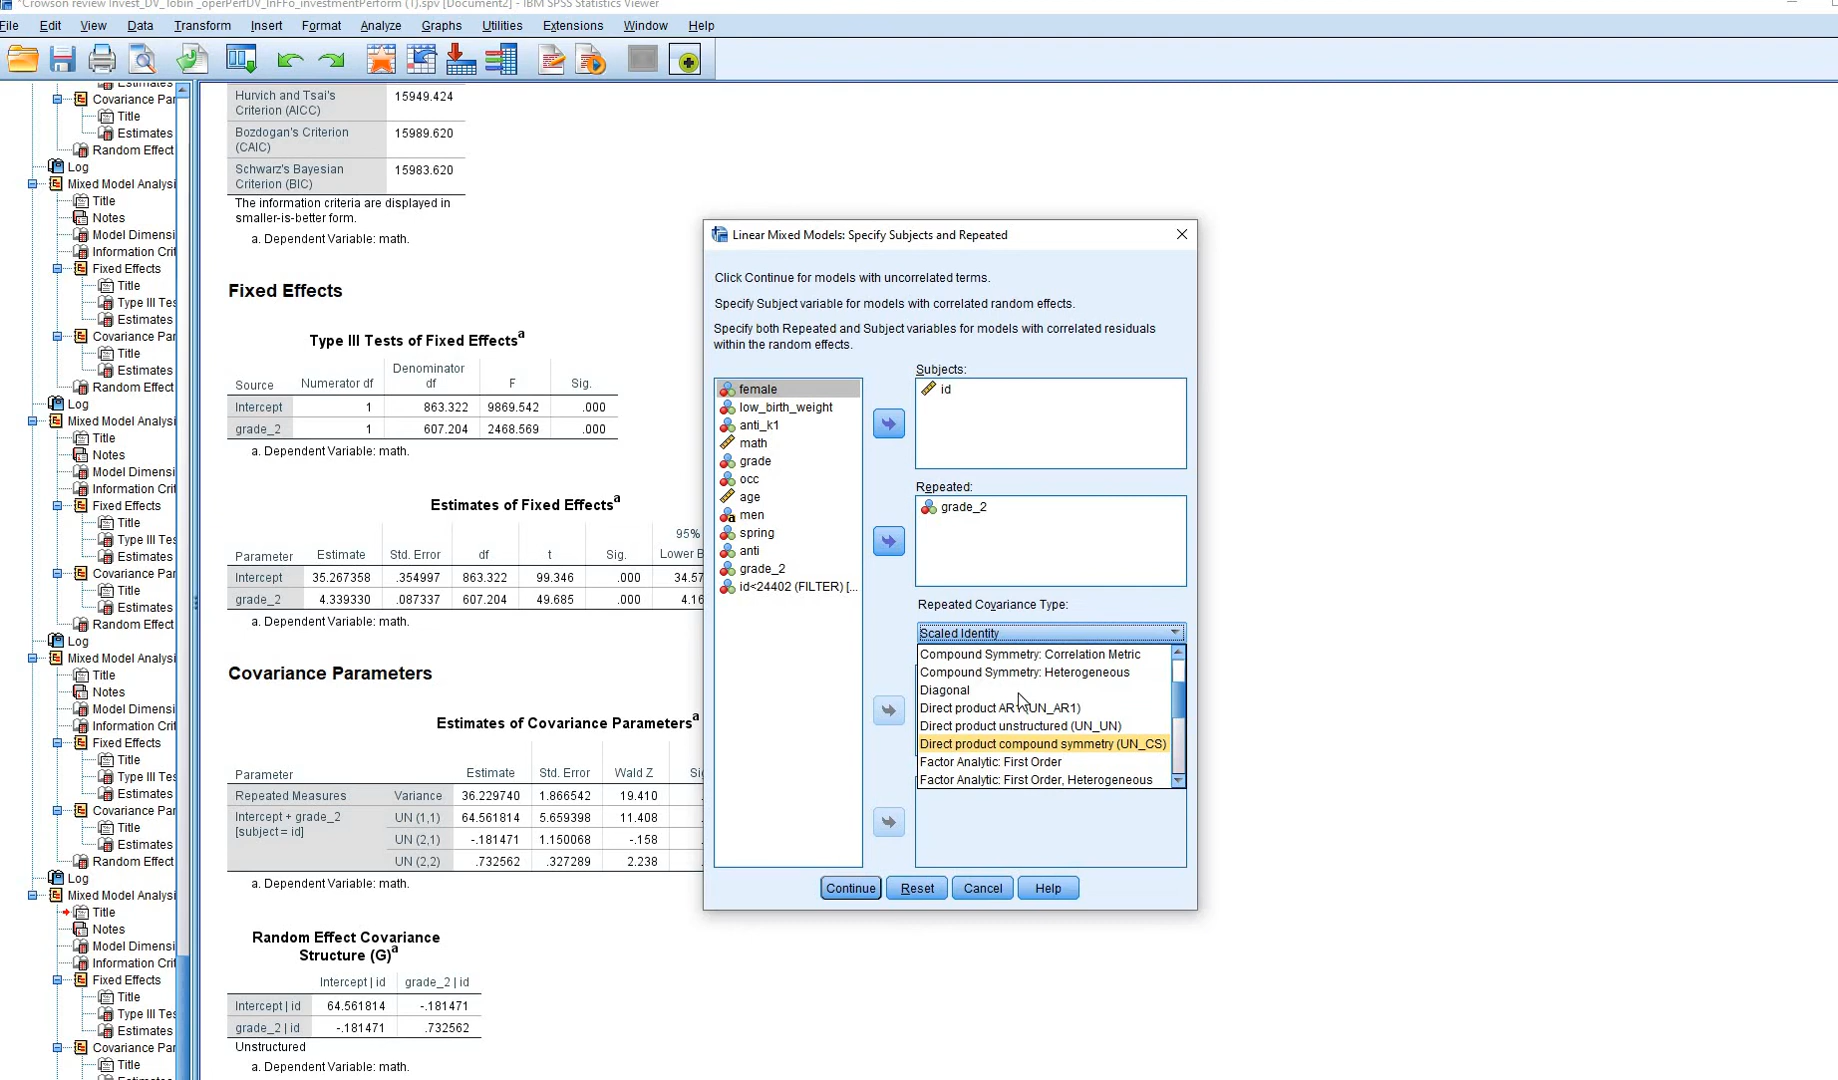 *Crowson review Invest_DV_Tobin _operPerfDV_InFFo_investmentPerform (1).spv [Document2] - IBM SPSS Statistics Viewer
File Edit View Data Transform Insert Format Analyze Graphs Utilities Extensions Window Help
Estimates
Covariance Par
Title
Estimates
Random Effect
Log
Mixed Model Analysi
Title
Notes
Model Dimensi
Information Crit
Fixed Effects
Title
Type III Tes
Estimates
Covariance Par
Title
Estimates
Random Effect
Log
Mixed Model Analysi
Title
Notes
Model Dimensi
Information Crit
Fixed Effects
Title
Type III Tes
Estimates
Covariance Par
Title
Estimates
Random Effect
Log
Mixed Model Analysi
Title
Notes
Model Dimensi
Information Crit
Fixed Effects
Title
Type III Tes
Estimates
Covariance Par
Title
Estimates
Random Effect
Log
Mixed Model Analysi
Title
Notes
Model Dimensi
Information Crit
Fixed Effects
Title
Type III Tes
Estimates
Covariance Par
Title
Hurvich and Tsai's 15949.424
Criterion (AICC)
Bozdogan's Criterion 15989.620
(CAIC)
Schwarz's Bayesian 15983.620
Criterion (BIC)
The information criteria are displayed in
smaller-is-better form.
a. Dependent Variable: math.
Fixed Effects
Type III Tests of Fixed Effects a
Source Numerator df Denominator df F Sig.
Intercept 1 863.322 9869.542 .000
grade_2 1 607.204 2468.569 .000
a. Dependent Variable: math.
Estimates of Fixed Effects a
95%
Parameter Estimate Std. Error df t Sig. Lower B
Intercept 35.267358 .354997 863.322 99.346 .000 34.57
grade_2 4.339330 .087337 607.204 49.685 .000 4.16
a. Dependent Variable: math.
Covariance Parameters
Estimates of Covariance Parameters a
Parameter Estimate Std. Error Wald Z Si
Repeated Measures Variance 36.229740 1.866542 19.410
Intercept + grade_2 UN (1,1) 64.561814 5.659398 11.408
[subject = id]
UN (2,1) -.181471 1.150068 -.158
UN (2,2) .732562 .327289 2.238
a. Dependent Variable: math.
Random Effect Covariance
Structure (G) a
Intercept | id grade_2 | id
Intercept | id 64.561814 -.181471
grade_2 | id -.181471 .732562
Unstructured
a. Dependent Variable: math.
Linear Mixed Models: Specify Subjects and Repeated
Click Continue for models with uncorrelated terms.
Specify Subject variable for models with correlated random effects.
Specify both Repeated and Subject variables for models with correlated residuals
within the random effects.
female
low_birth_weight
anti_k1
math
grade
occ
age
men
spring
anti
grade_2
id<24402 (FILTER) [...
Subjects:
id
Repeated:
grade_2
Repeated Covariance Type:
Scaled Identity
Compound Symmetry: Correlation Metric
Compound Symmetry: Heterogeneous
Diagonal
Direct product AR1 (UN_AR1)
Direct product unstructured (UN_UN)
Direct product compound symmetry (UN_CS)
Factor Analytic: First Order
Factor Analytic: First Order, Heterogeneous
Continue Reset Cancel Help